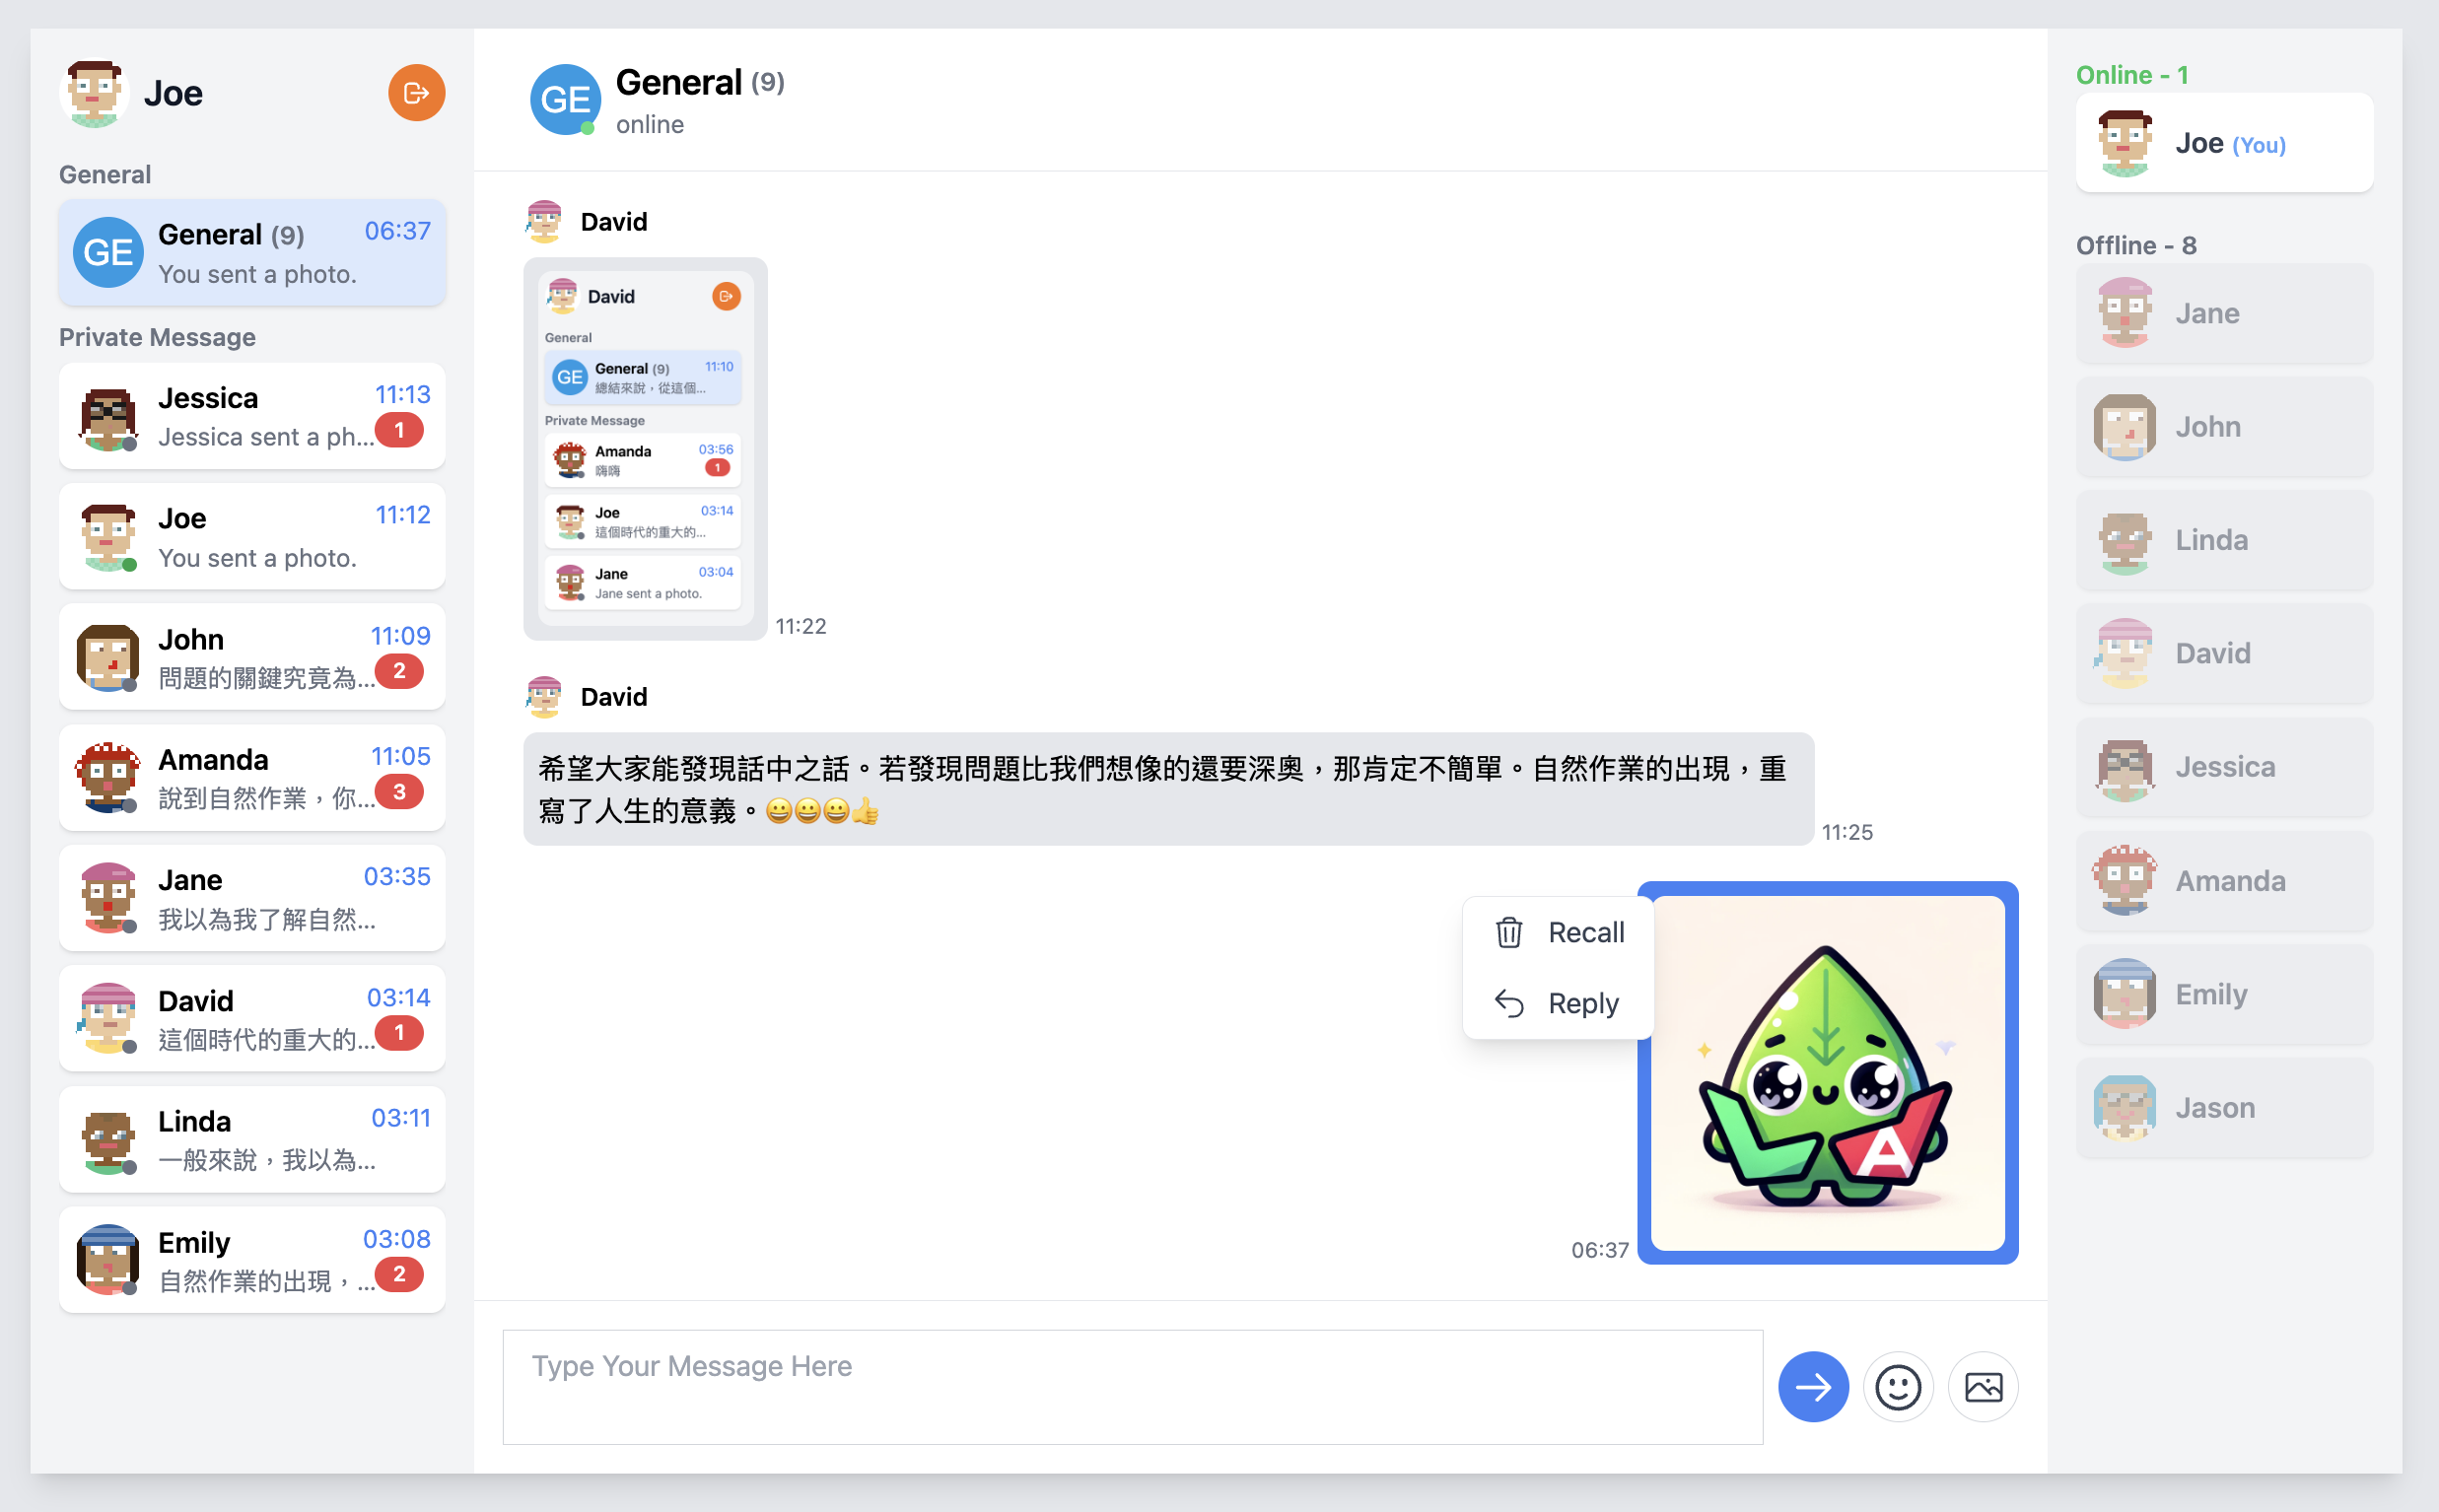 Joe
General
GE
General (9)
06:37
You sent a photo.
Private Message
Jessica
11:13
Jessica sent a ph...
1
Joe
11:12
You sent a photo.
John
11:09
問題的關鍵究竟為...
2
Amanda
11:05
說到自然作業，你...
3
Jane
03:35
我以為我了解自然...
David
03:14
這個時代的重大的...
1
Linda
03:11
一般來說，我以為...
Emily
03:08
自然作業的出現，...
2
GE
General (9)
online
David
David
General
GE
General (9)
11:10
總結來說，從這個...
Private Message
Amanda
03:56
嗨嗨
1
Joe
03:14
這個時代的重大的...
Jane
03:04
Jane sent a photo.
11:22
David
希望大家能發現話中之話。若發現問題比我們想像的還要深奧，那肯定不簡單。自然作業的出現，重
寫了人生的意義。😀😀😀👍
11:25
Recall
Reply
A
06:37
Type Your Message Here
Online - 1
Joe (You)
Offline - 8
Jane
John
Linda
David
Jessica
Amanda
Emily
Jason